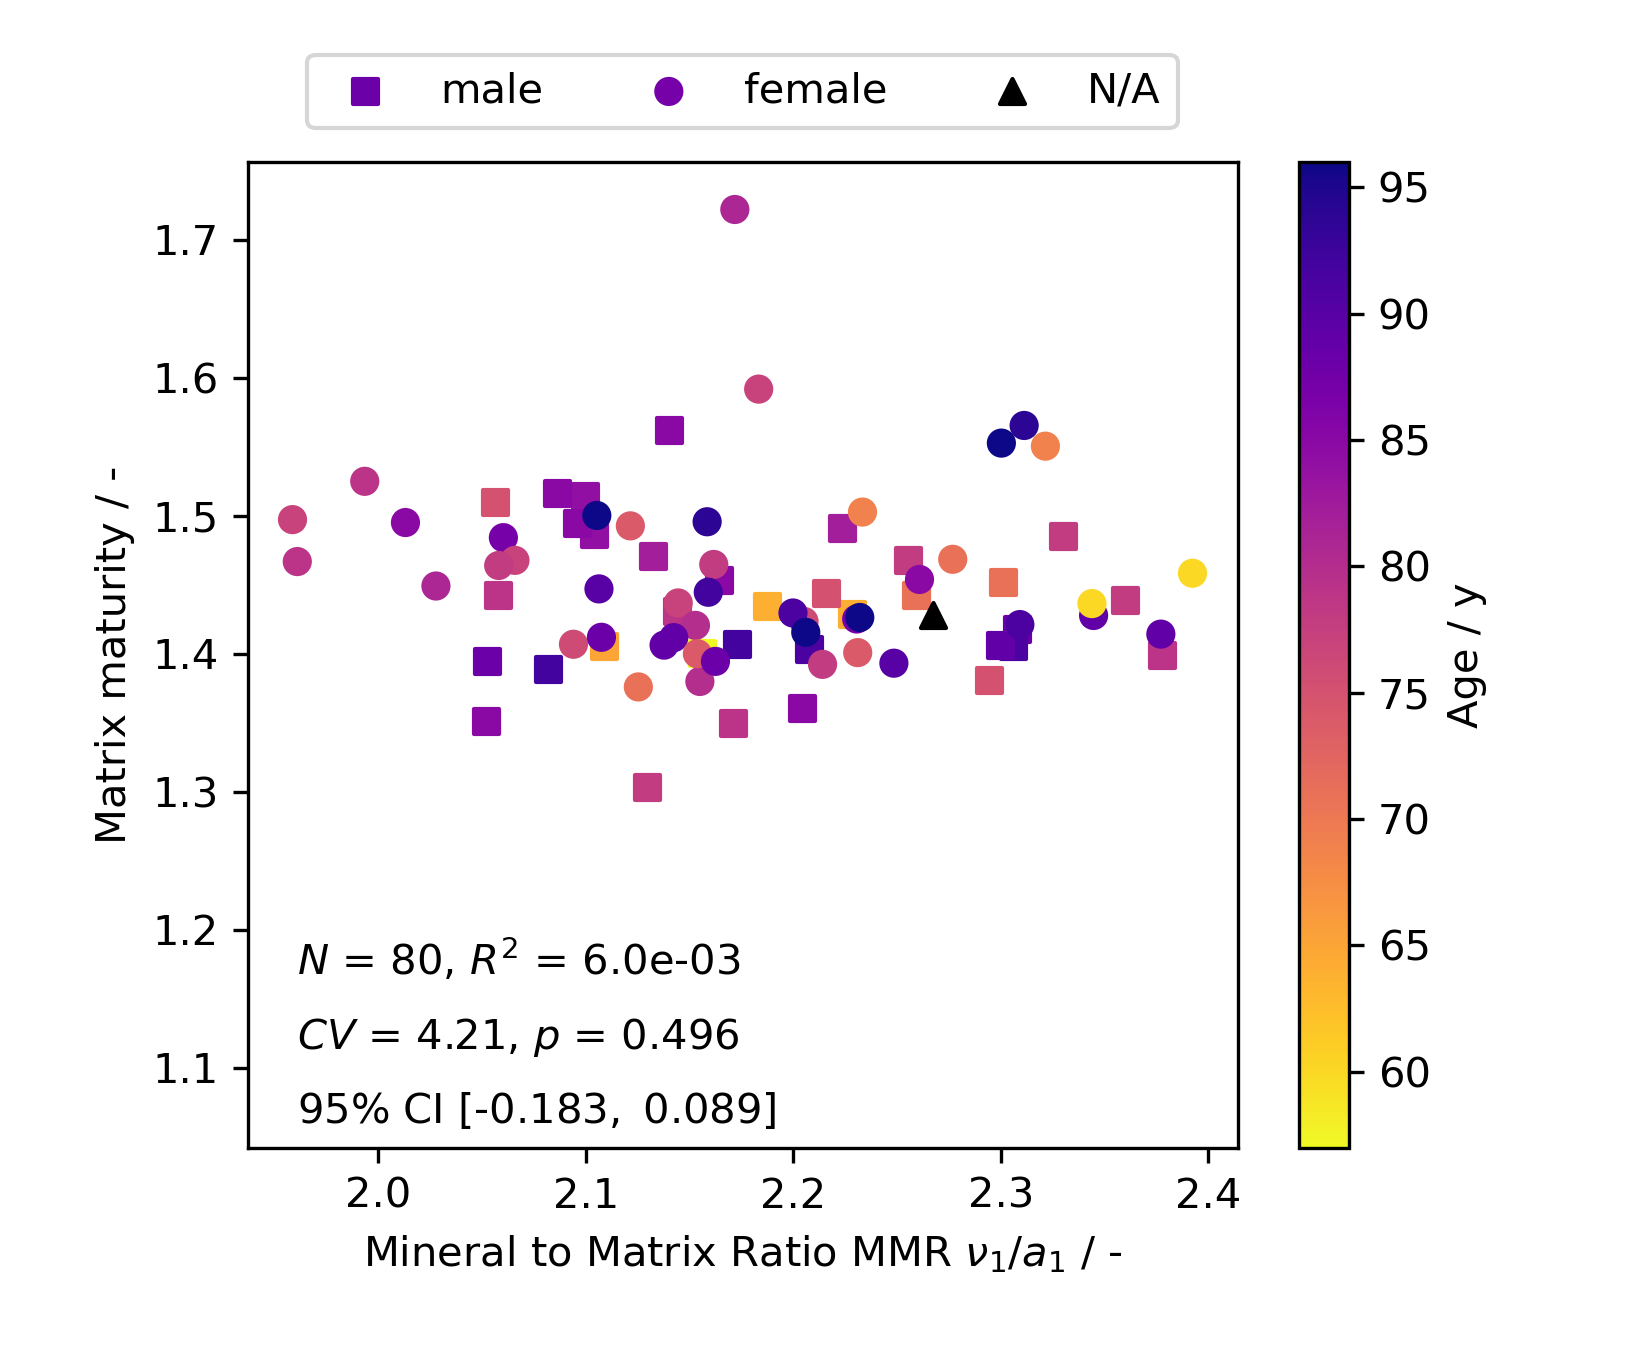 male female N/A
1.7
1.6
1.5
1.4
1.3
1.2
1.1
Matrix maturity / -
N = 80, R² = 6.0e-03
CV = 4.21, p = 0.496
95% CI [-0.183, 0.089]
2.0 2.1 2.2 2.3 2.4
Mineral to Matrix Ratio MMR ν₁/a₁ / -
95
90
85
80
75
70
65
60
Age / y